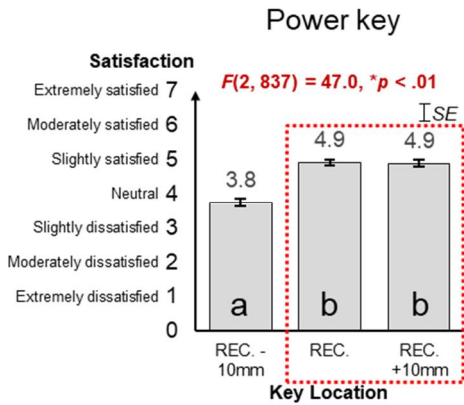 Power key
Satisfaction
F(2, 837) = 47.0, *p < .01
Extremely satisfied 7
Moderately satisfied 6
Slightly satisfied 5
Neutral 4
Slightly dissatisfied 3
Moderately dissatisfied 2
Extremely dissatisfied 1
0
SE
3.8
4.9
4.9
a
b
b
REC. -
10mm
REC.
REC.
+10mm
Key Location